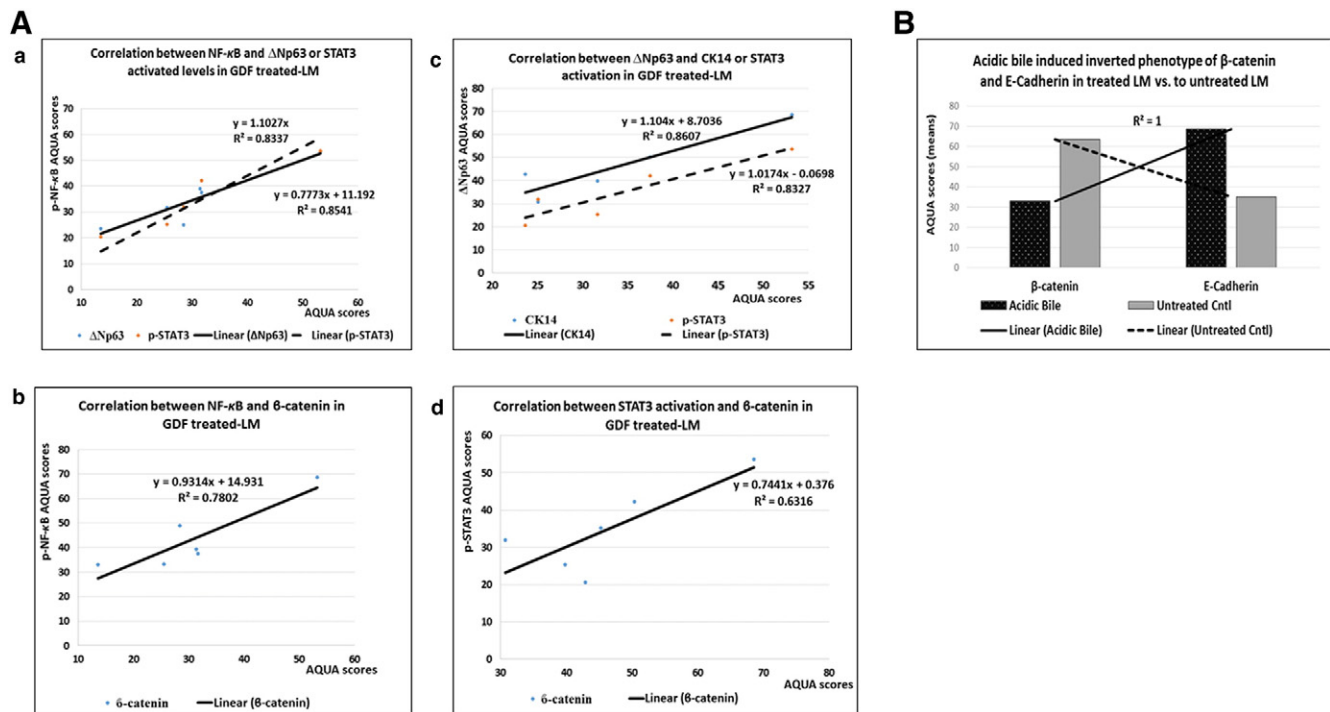 A
a
Correlation between NF-κB and ΔNp63 or STAT3
activated levels in GDF treated-LM
p-NF-κB AQUA scores
70
60
50
40
30
20
10
0
y = 1.1027x
R² = 0.8337
y = 0.7773x + 11.192
R² = 0.8541
10 20 30 40 50 60
AQUA scores
ΔNp63 p-STAT3 Linear (ΔNp63) Linear (p-STAT3)
c
Correlation between ΔNp63 and CK14 or STAT3
activation in GDF treated-LM
ΔNp63 AQUA scores
80
70
60
50
40
30
20
10
0
y = 1.104x + 8.7036
R² = 0.8607
y = 1.0174x - 0.0698
R² = 0.8327
20 25 30 35 40 45 50 55
AQUA scores
CK14 p-STAT3
Linear (CK14) Linear (p-STAT3)
B
Acidic bile induced inverted phenotype of β-catenin
and E-Cadherin in treated LM vs. to untreated LM
AQUA scores (means)
80
70
60
50
40
30
20
10
0
R² = 1
β-catenin E-Cadherin
Acidic Bile Untreated Cntl
Linear (Acidic Bile) Linear (Untreated Cntl)
b
Correlation between NF-κB and б-catenin in
GDF treated-LM
p-NF-κB AQUA scores
80
70
60
50
40
30
20
10
0
y = 0.9314x + 14.931
R² = 0.7802
10 20 30 40 50 60
AQUA scores
б-catenin Linear (б-catenin)
d
Correlation between STAT3 activation and б-catenin in
GDF treated-LM
p-STAT3 AQUA scores
60
50
40
30
20
10
0
y = 0.7441x + 0.376
R² = 0.6316
30 40 50 60 70 80
AQUA scores
б-catenin Linear (б-catenin)